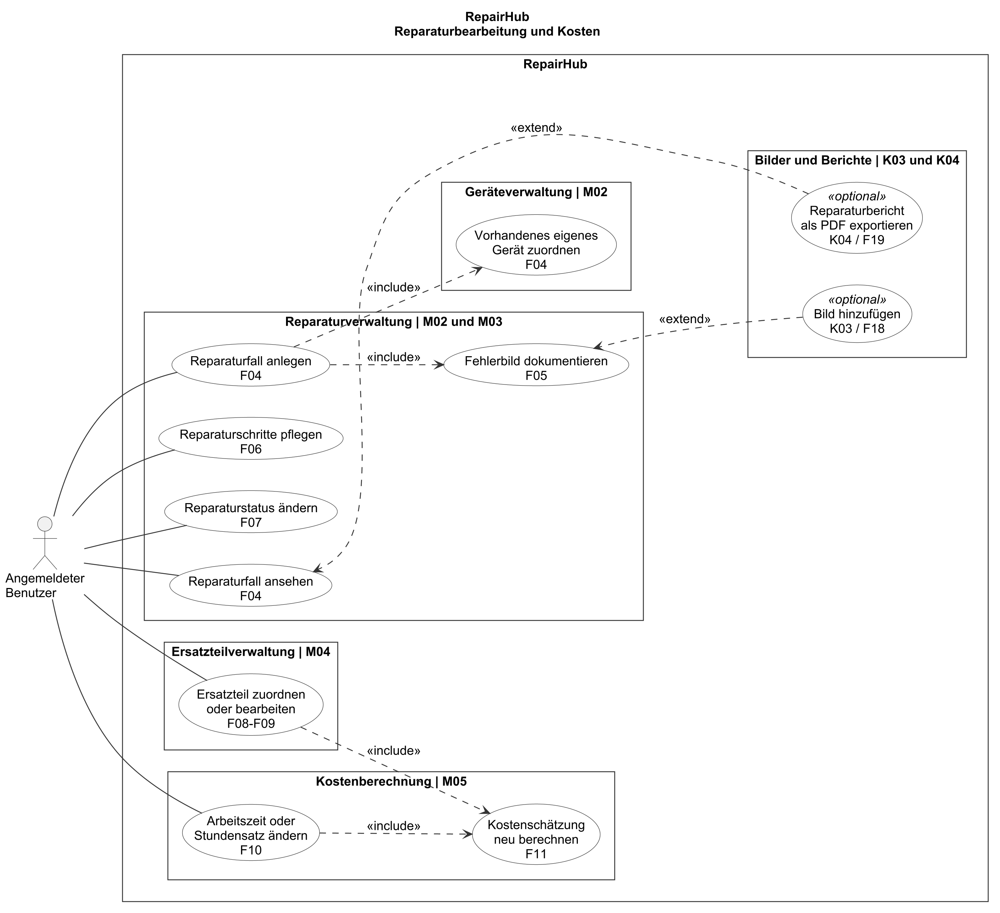 RepairHub
Reparaturbearbeitung und Kosten
RepairHub
«extend»
Bilder und Berichte | K03 und K04
«optional»
Reparaturbericht
als PDF exportieren
K04 / F19
Geräteverwaltung | M02
Vorhandenes eigenes
Gerät zuordnen
F04
«include»
«optional»
Bild hinzufügen
K03 / F18
«extend»
Reparaturverwaltung | M02 und M03
Reparaturfall anlegen
F04
«include»
Fehlerbild dokumentieren
F05
Reparaturschritte pflegen
F06
Reparaturstatus ändern
F07
Angemeldeter
Benutzer
Reparaturfall ansehen
F04
Ersatzteilverwaltung | M04
Ersatzteil zuordnen
oder bearbeiten
F08-F09
«include»
Kostenberechnung | M05
Arbeitszeit oder
Stundensatz ändern
F10
«include»
Kostenschätzung
neu berechnen
F11